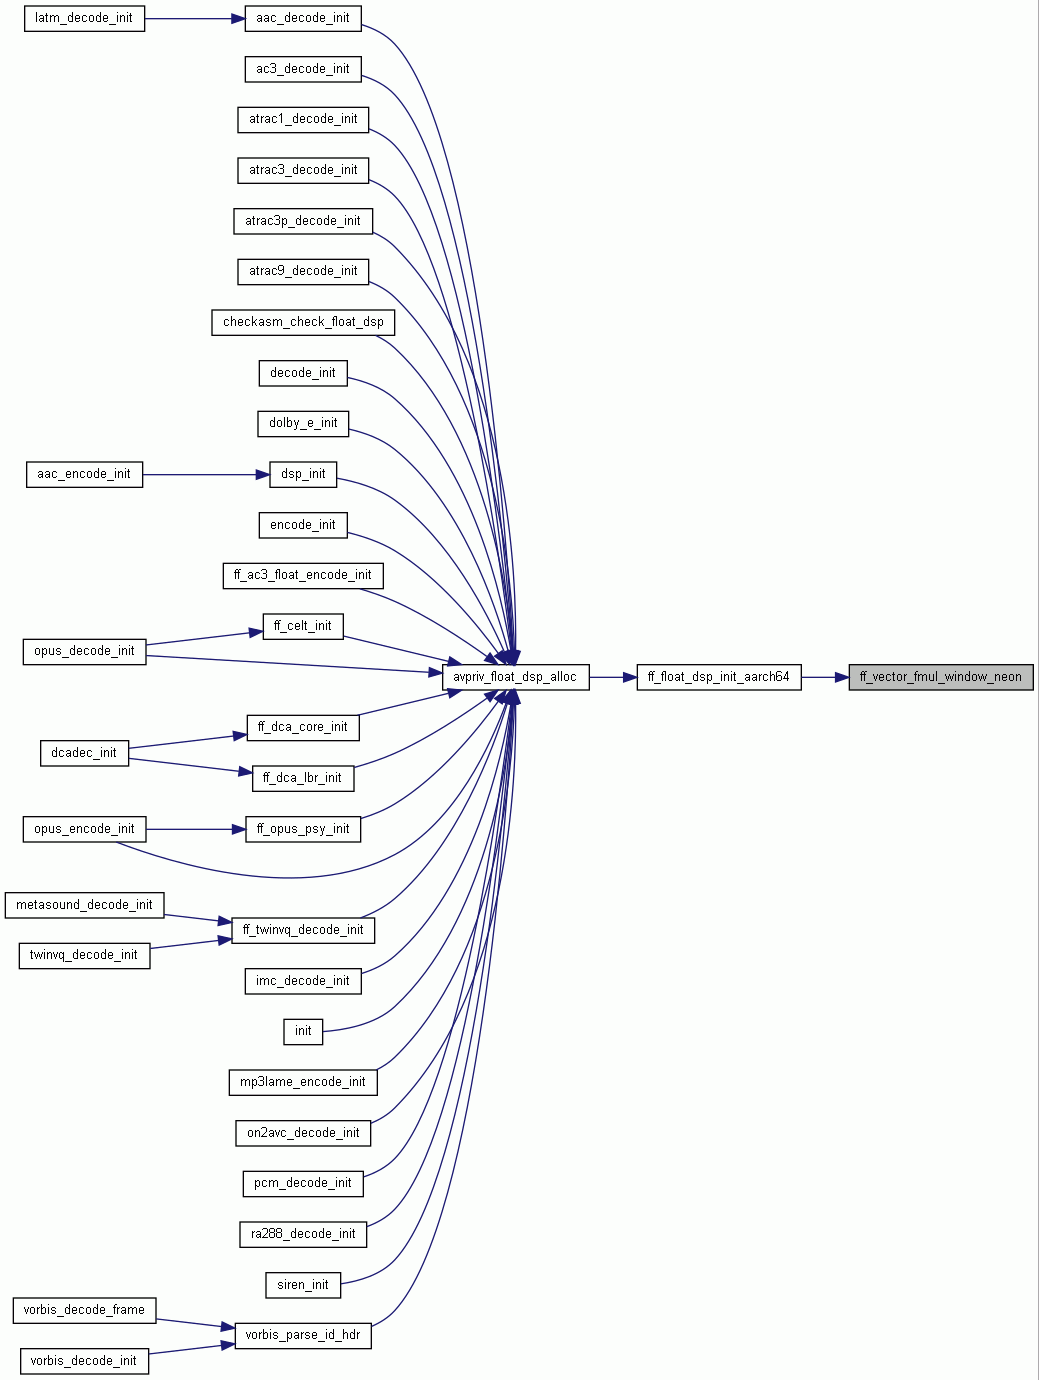 latm_decode_init
aac_decode_init
ac3_decode_init
atrac1_decode_init
atrac3_decode_init
atrac3p_decode_init
atrac9_decode_init
checkasm_check_float_dsp
decode_init
dolby_e_init
aac_encode_init
dsp_init
encode_init
ff_ac3_float_encode_init
ff_celt_init
opus_decode_init
avpriv_float_dsp_alloc
ff_float_dsp_init_aarch64
ff_vector_fmul_window_neon
ff_dca_core_init
dcadec_init
ff_dca_lbr_init
opus_encode_init
ff_opus_psy_init
metasound_decode_init
ff_twinvq_decode_init
twinvq_decode_init
imc_decode_init
init
mp3lame_encode_init
on2avc_decode_init
pcm_decode_init
ra288_decode_init
siren_init
vorbis_decode_frame
vorbis_parse_id_hdr
vorbis_decode_init